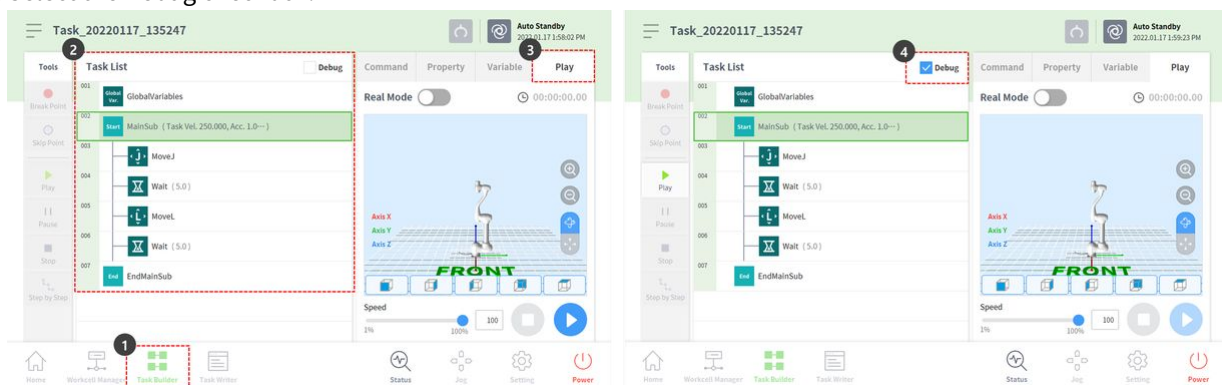 Task_20220117_135247
Auto Standby
2022.01.17 1:58:02 PM
2
3
Tools
Task List
Debug
Command
Property
Variable
Play
Break Point
Skip Point
Play
Pause
Stop
Step by Step
001
GlobalVariables
Global Var.
002
Start
MainSub ( Task Vel. 250.000, Acc. 1.0··· )
003
MoveJ
004
Wait ( 5.0 )
005
MoveL
006
Wait ( 5.0 )
007
End
EndMainSub
Real Mode
00:00:00.00
Axis X
Axis Y
Axis Z
FRONT
Speed
1%
100%
100
1
Home
Workcell Manager
Task Builder
Task Writer
Status
Jog
Setting
Power
Task_20220117_135247
Auto Standby
2022.01.17 1:59:23 PM
4
Tools
Task List
Debug
Command
Property
Variable
Play
Break Point
Skip Point
Play
Pause
Stop
Step by Step
001
Global Var.
GlobalVariables
002
Start
MainSub ( Task Vel. 250.000, Acc. 1.0··· )
003
MoveJ
004
Wait ( 5.0 )
005
MoveL
006
Wait ( 5.0 )
007
End
EndMainSub
Real Mode
00:00:00.00
Axis X
Axis Y
Axis Z
FRONT
Speed
1%
100%
100
Home
Workcell Manager
Task Builder
Task Writer
Status
Jog
Setting
Power